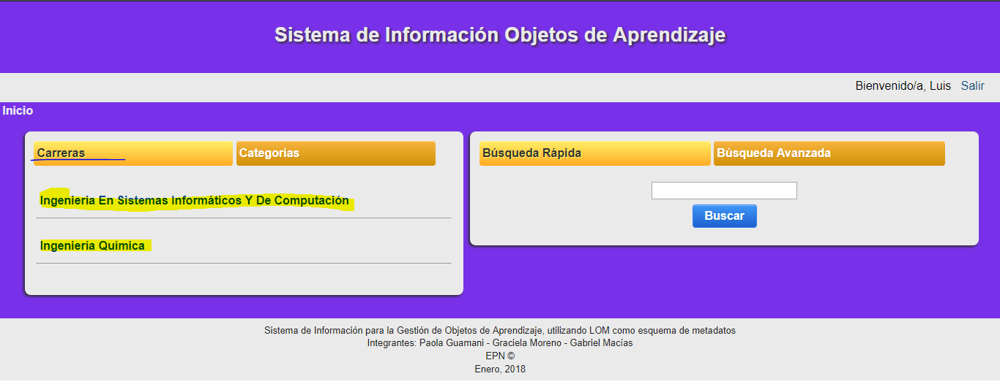 Sistema de Información Objetos de Aprendizaje
Bienvenido/a, Luis Salir
Inicio
Carreras
Categorias
Ingenieria En Sistemas Informáticos Y De Computación
Ingeniería Química
Búsqueda Rápida
Búsqueda Avanzada
Buscar
Sistema de Información para la Gestión de Objetos de Aprendizaje, utilizando LOM como esquema de metadatos
Integrantes: Paola Guamani - Graciela Moreno - Gabriel Macías
EPN ©
Enero, 2018